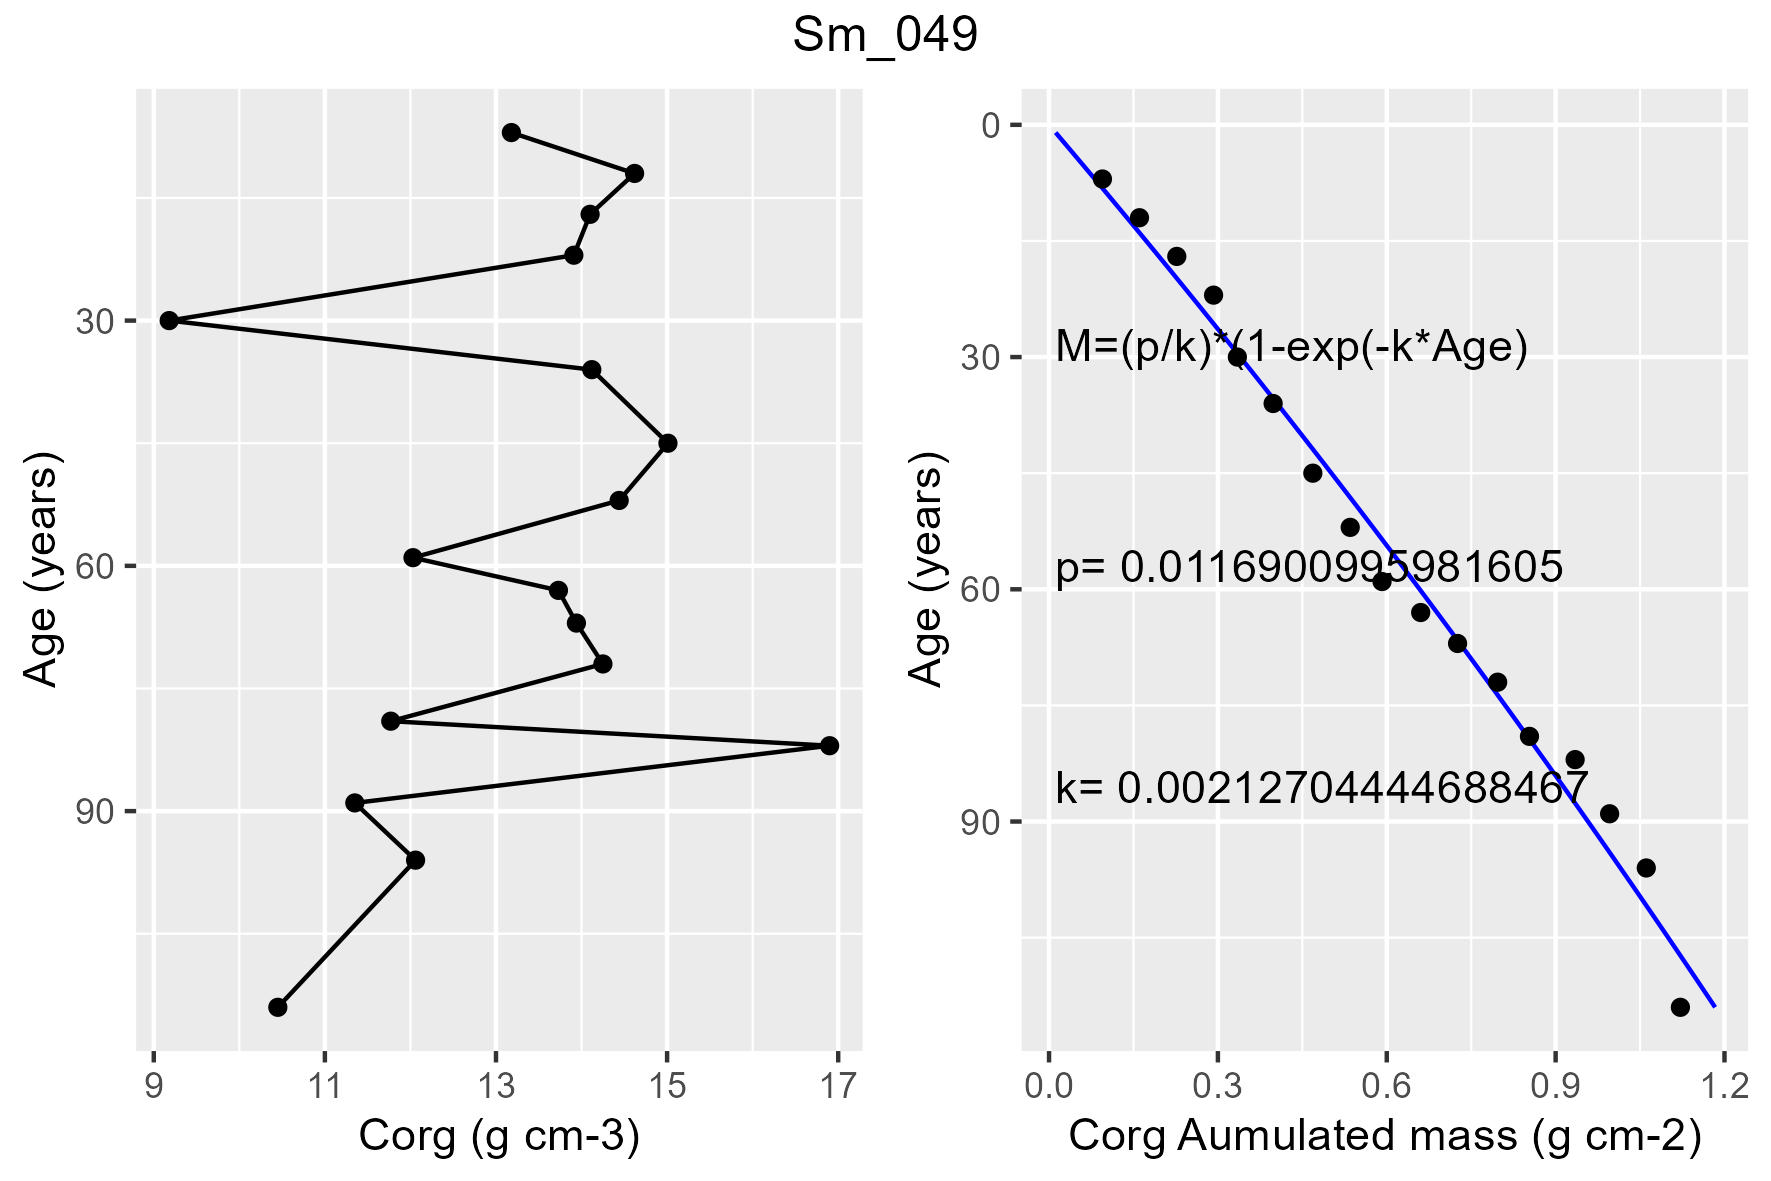 Sm_049
30
60
90
Age (years)
9 11 13 15 17
Corg (g cm-3)
0
30
60
90
Age (years)
M=(p/k)*(1-exp(-k*Age)
p= 0.0116900995981605
k= 0.00212704444688467
0.0 0.3 0.6 0.9 1.2
Corg Aumulated mass (g cm-2)